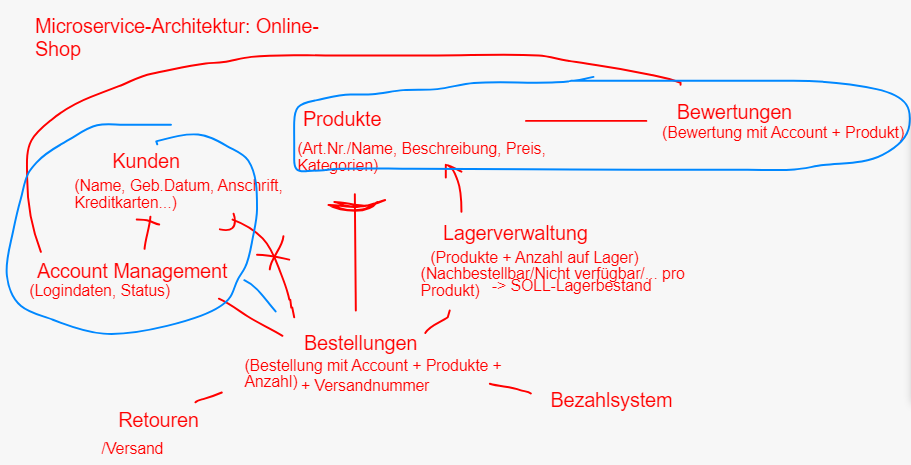 Microservice-Architektur: Online-
Shop
Produkte
(Art.Nr./Name, Beschreibung, Preis,
Kategorien)
Bewertungen
(Bewertung mit Account + Produkt)
Kunden
(Name, Geb.Datum, Anschrift,
Kreditkarten...)
Lagerverwaltung
(Produkte + Anzahl auf Lager)
(Nachbestellbar/Nicht verfügbar/... pro
Produkt) -> SOLL-Lagerbestand
Account Management
(Logindaten, Status)
Bestellungen
(Bestellung mit Account + Produkte +
Anzahl) + Versandnummer
Retouren
/Versand
Bezahlsystem